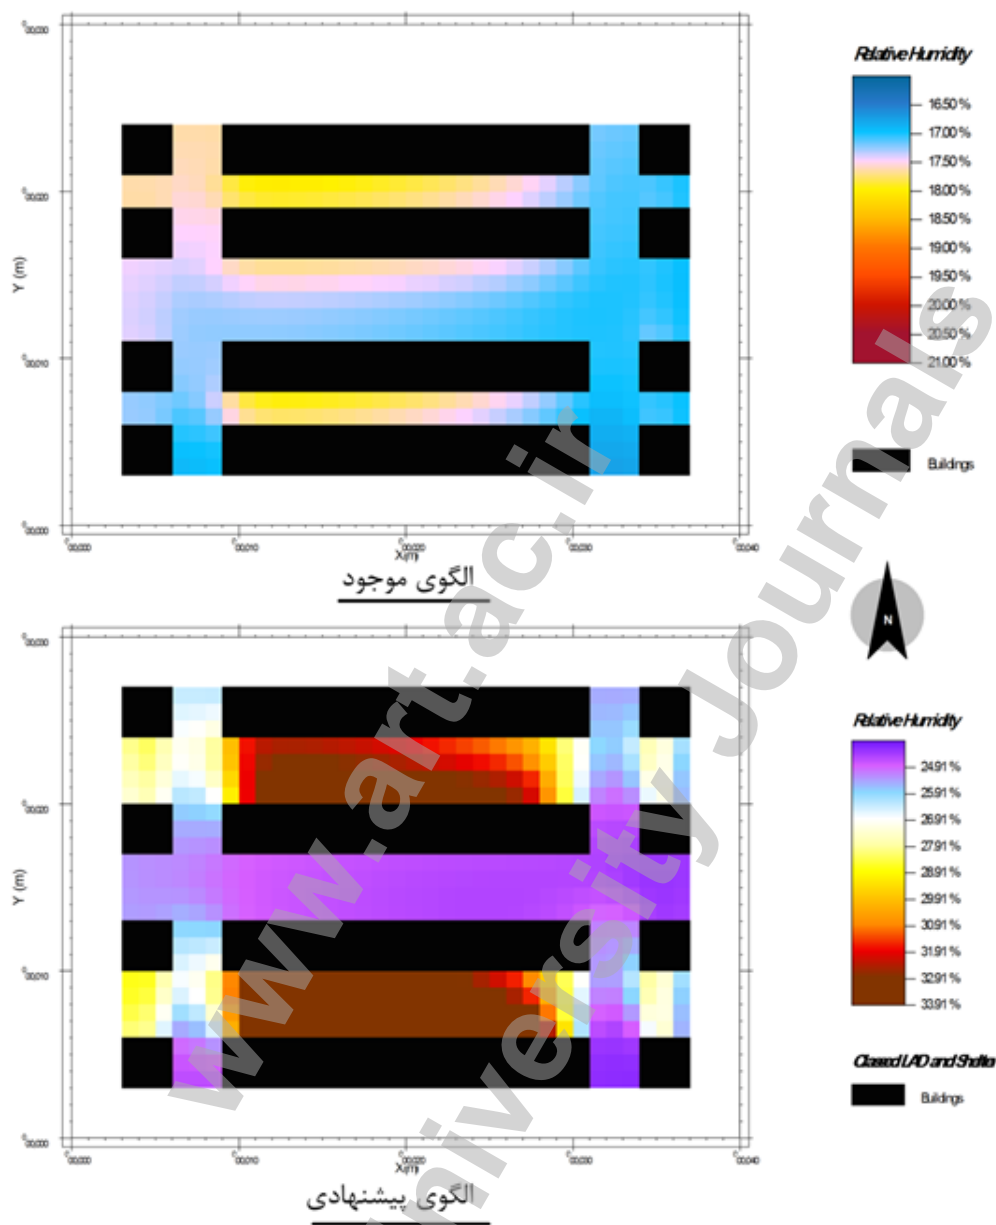 Relative Humidity
16.50 %
17.00 %
17.50 %
18.00 %
18.50 %
19.00 %
19.50 %
20.00 %
20.50 %
21.00 %
Buildings
Y (m)
X (m)
الگوی موجود
N
Relative Humidity
24.91 %
25.91 %
26.91 %
27.91 %
28.91 %
29.91 %
30.91 %
31.91 %
32.91 %
33.91 %
Classed LAD and Shelter
Buildings
Y (m)
X (m)
الگوی پیشنهادی
www.art.ac.ir
University Journals